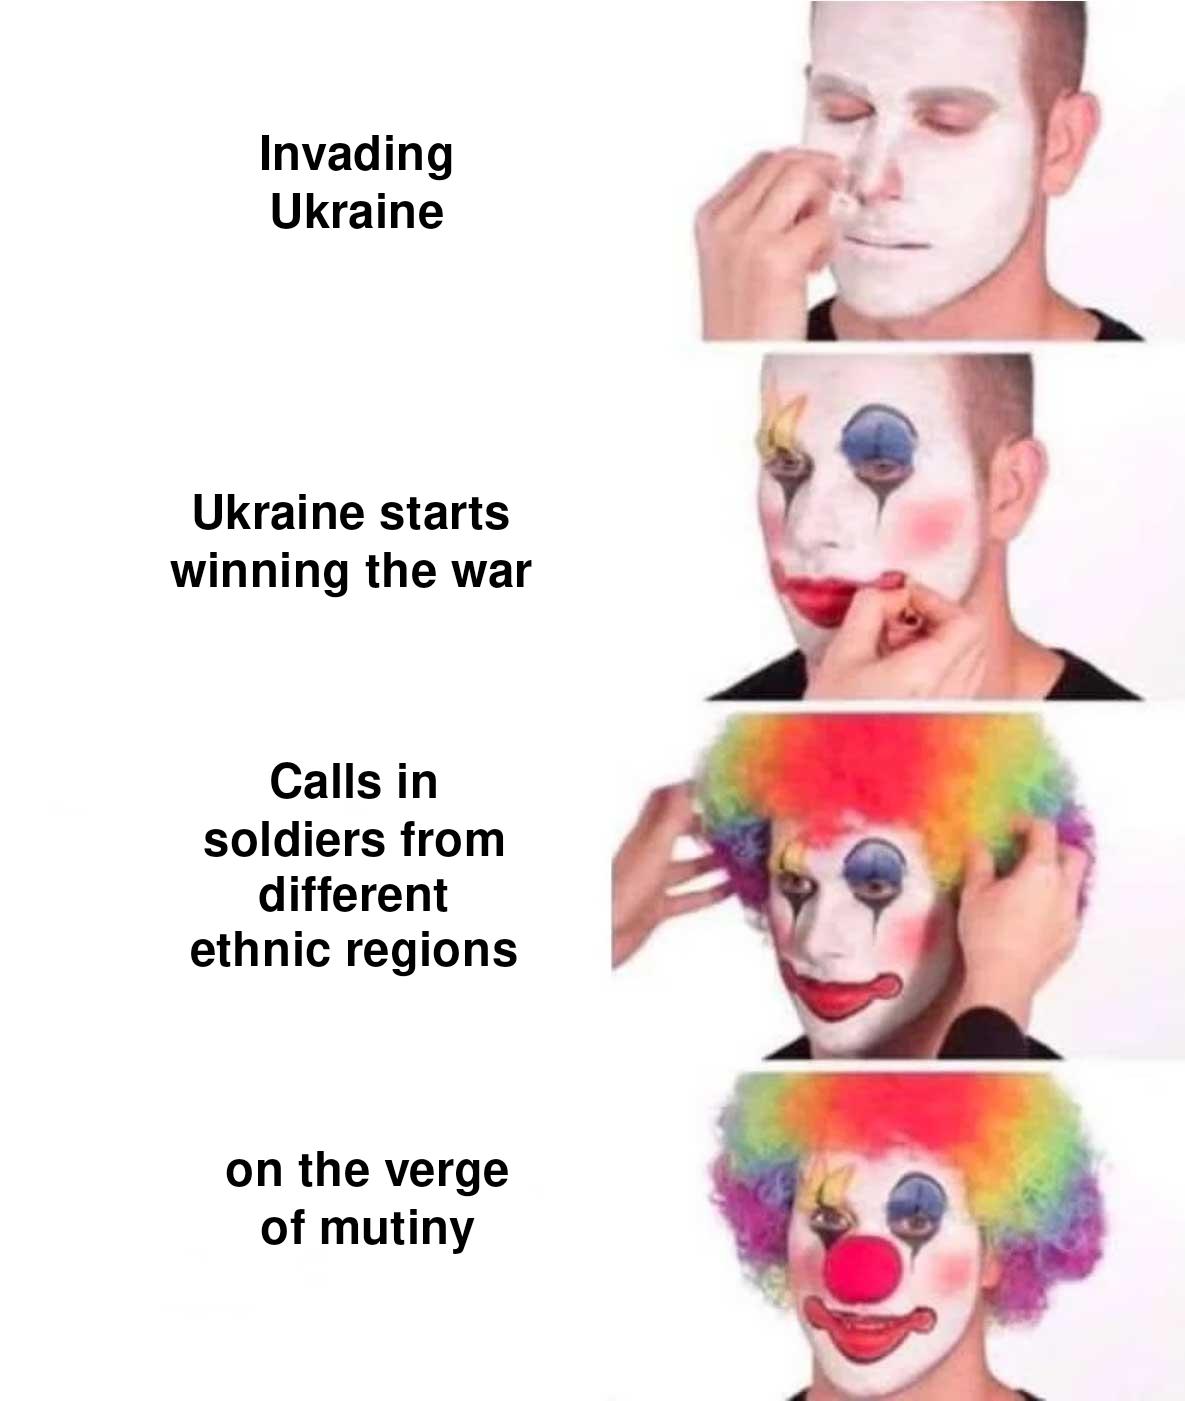 Invading
Ukraine
Ukraine starts
winning the war
Calls in
soldiers from
different
ethnic regions
on the verge
of mutiny